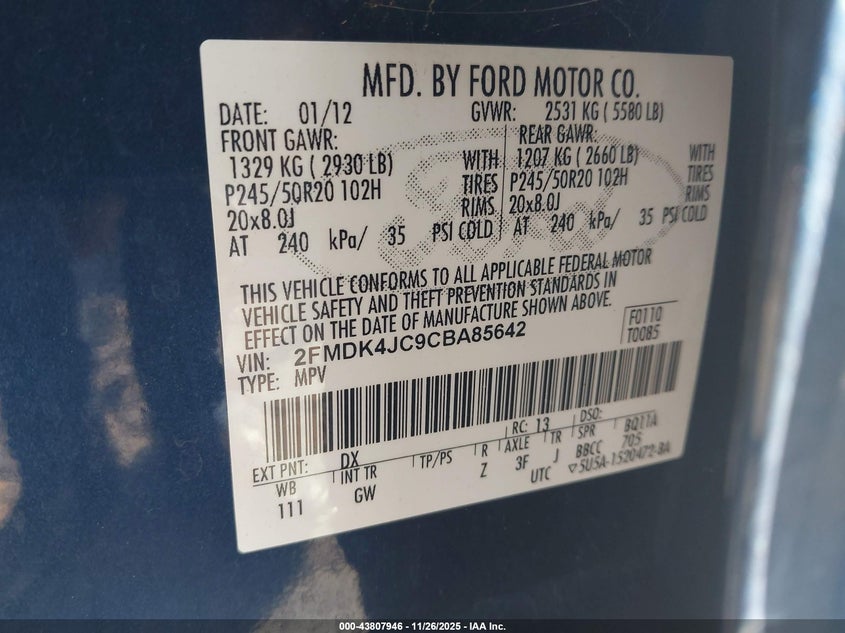 MFD. BY FORD MOTOR CO.
DATE: 01/12 GVWR: 2531 KG ( 5580 LB)
FRONT GAWR: REAR GAWR:
1329 KG ( 2930 LB) WITH 1207 KG ( 2660 LB) WITH
P245/50R20 102H TIRES P245/50R20 102H TIRES
20x8.0J RIMS 20x8.0J RIMS
AT 240 kPa/ 35 PSI COLD AT 240 kPa/ 35 PSI COLD
THIS VEHICLE CONFORMS TO ALL APPLICABLE FEDERAL MOTOR
VEHICLE SAFETY AND THEFT PREVENTION STANDARDS IN
EFFECT ON THE DATE OF MANUFACTURE SHOWN ABOVE.
VIN: 2FMDK4JC9CBA85642 F0110
TYPE: MPV T0085
EXT PNT: DX RC: 13 DSO:
WB INT TR TP/PS R AXLE TR SPR BQ11A
111 GW Z 3F J BBCC 705
UTC ▽5U5A-1520472-BA
000-43807946 - 11/26/2025 - IAA Inc.